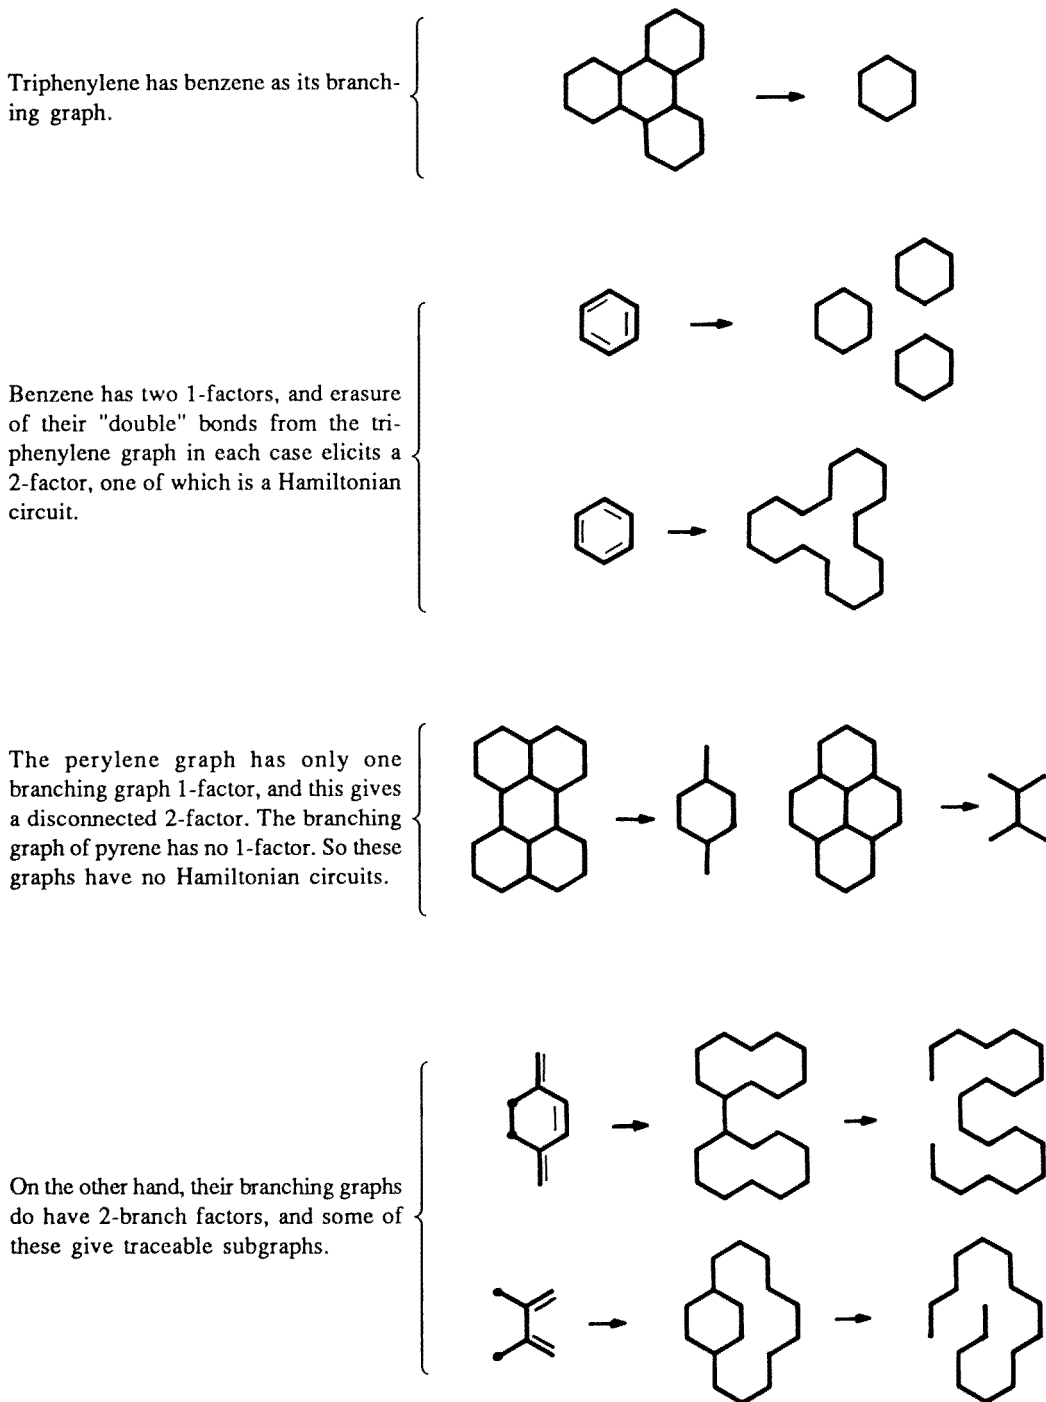 Triphenylene has benzene as its branch-
ing graph.
Benzene has two 1-factors, and erasure
of their "double" bonds from the tri-
phenylene graph in each case elicits a
2-factor, one of which is a Hamiltonian
circuit.
The perylene graph has only one
branching graph 1-factor, and this gives
a disconnected 2-factor. The branching
graph of pyrene has no 1-factor. So these
graphs have no Hamiltonian circuits.
On the other hand, their branching graphs
do have 2-branch factors, and some of
these give traceable subgraphs.